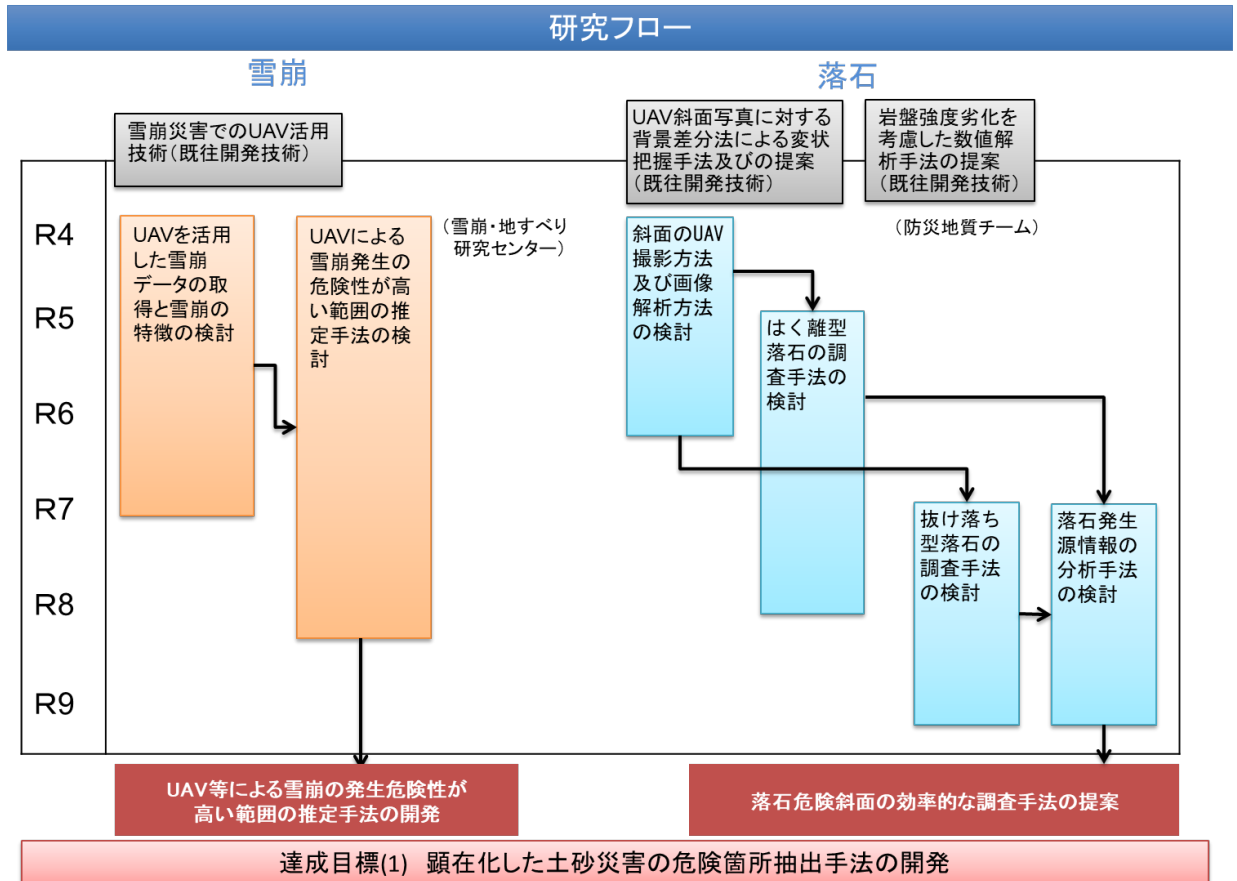 研究フロー
雪崩
落石
雪崩災害でのUAV活用
技術(既往開発技術)
UAV斜面写真に対する
背景差分法による変状
把握手法及びの提案
(既往開発技術)
岩盤強度劣化を
考慮した数値解
析手法の提案
(既往開発技術)
R4
R5
R6
R7
R8
R9
UAVを活用
した雪崩
データの取
得と雪崩の
特徴の検討
UAVによる
雪崩発生の
危険性が高
い範囲の推
定手法の検
討
(雪崩・地すべり
研究センター)
斜面のUAV
撮影方法
及び画像
解析方法
の検討
(防災地質チーム)
はく離型
落石の調
査手法の
検討
抜け落ち
型落石の
調査手法
の検討
落石発生
源情報の
分析手法
の検討
UAV等による雪崩の発生危険性が
高い範囲の推定手法の開発
落石危険斜面の効率的な調査手法の提案
達成目標(1) 顕在化した土砂災害の危険箇所抽出手法の開発